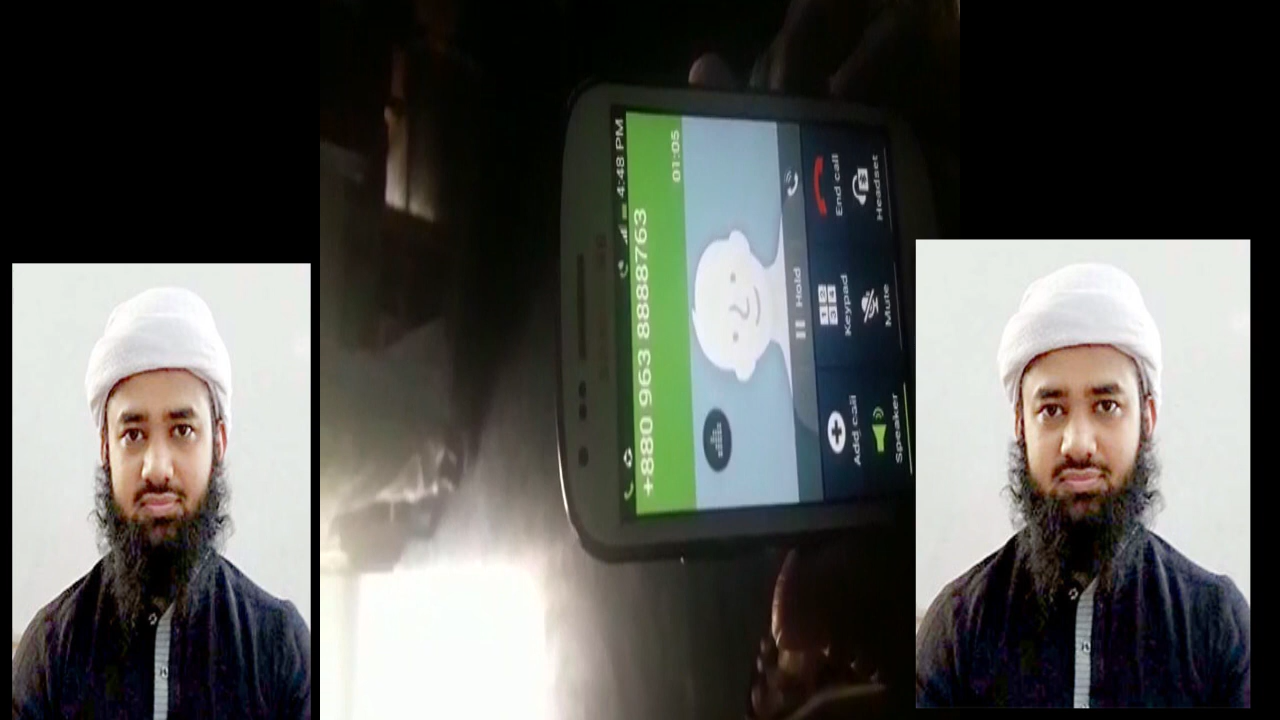 4:48 PM
+880 963 8888763
01:05
Hold
Add call
Keypad
End call
Speaker
Mute
Headset